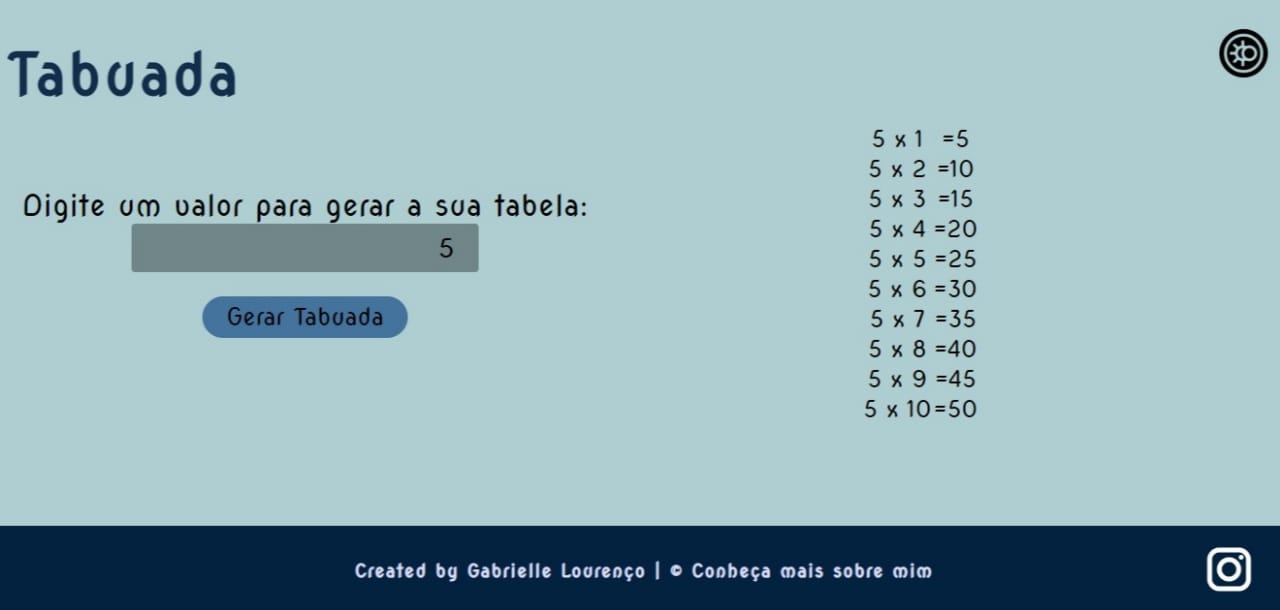 Tabuada
Digite um valor para gerar a sua tabela:
5
Gerar Tabuada
5 x 1 =5
5 x 2 =10
5 x 3 =15
5 x 4 =20
5 x 5 =25
5 x 6 =30
5 x 7 =35
5 x 8 =40
5 x 9 =45
5 x 10=50
Created by Gabrielle Lourenço | © Conheça mais sobre mim